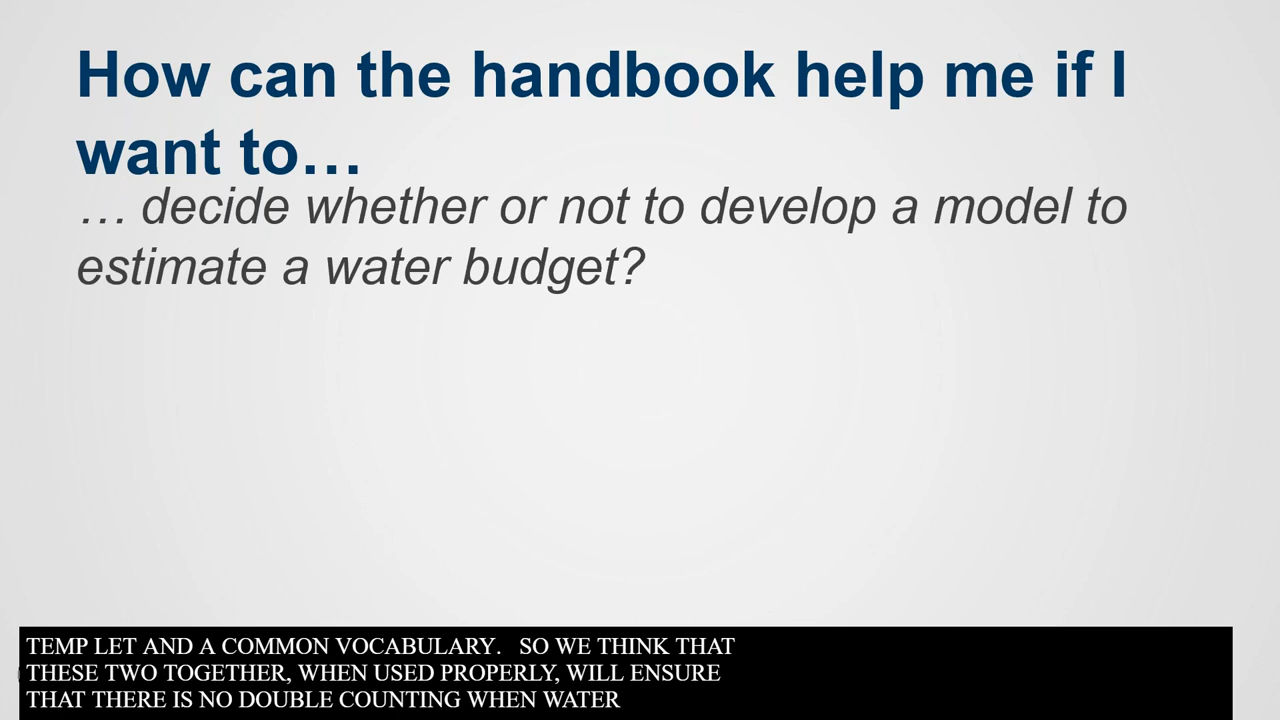 How can the handbook help me if I
want to…
… decide whether or not to develop a model to
estimate a water budget?
TEMP LET AND A COMMON VOCABULARY.   SO WE THINK THAT
THESE TWO TOGETHER, WHEN USED PROPERLY, WILL ENSURE
THAT THERE IS NO DOUBLE COUNTING WHEN WATER